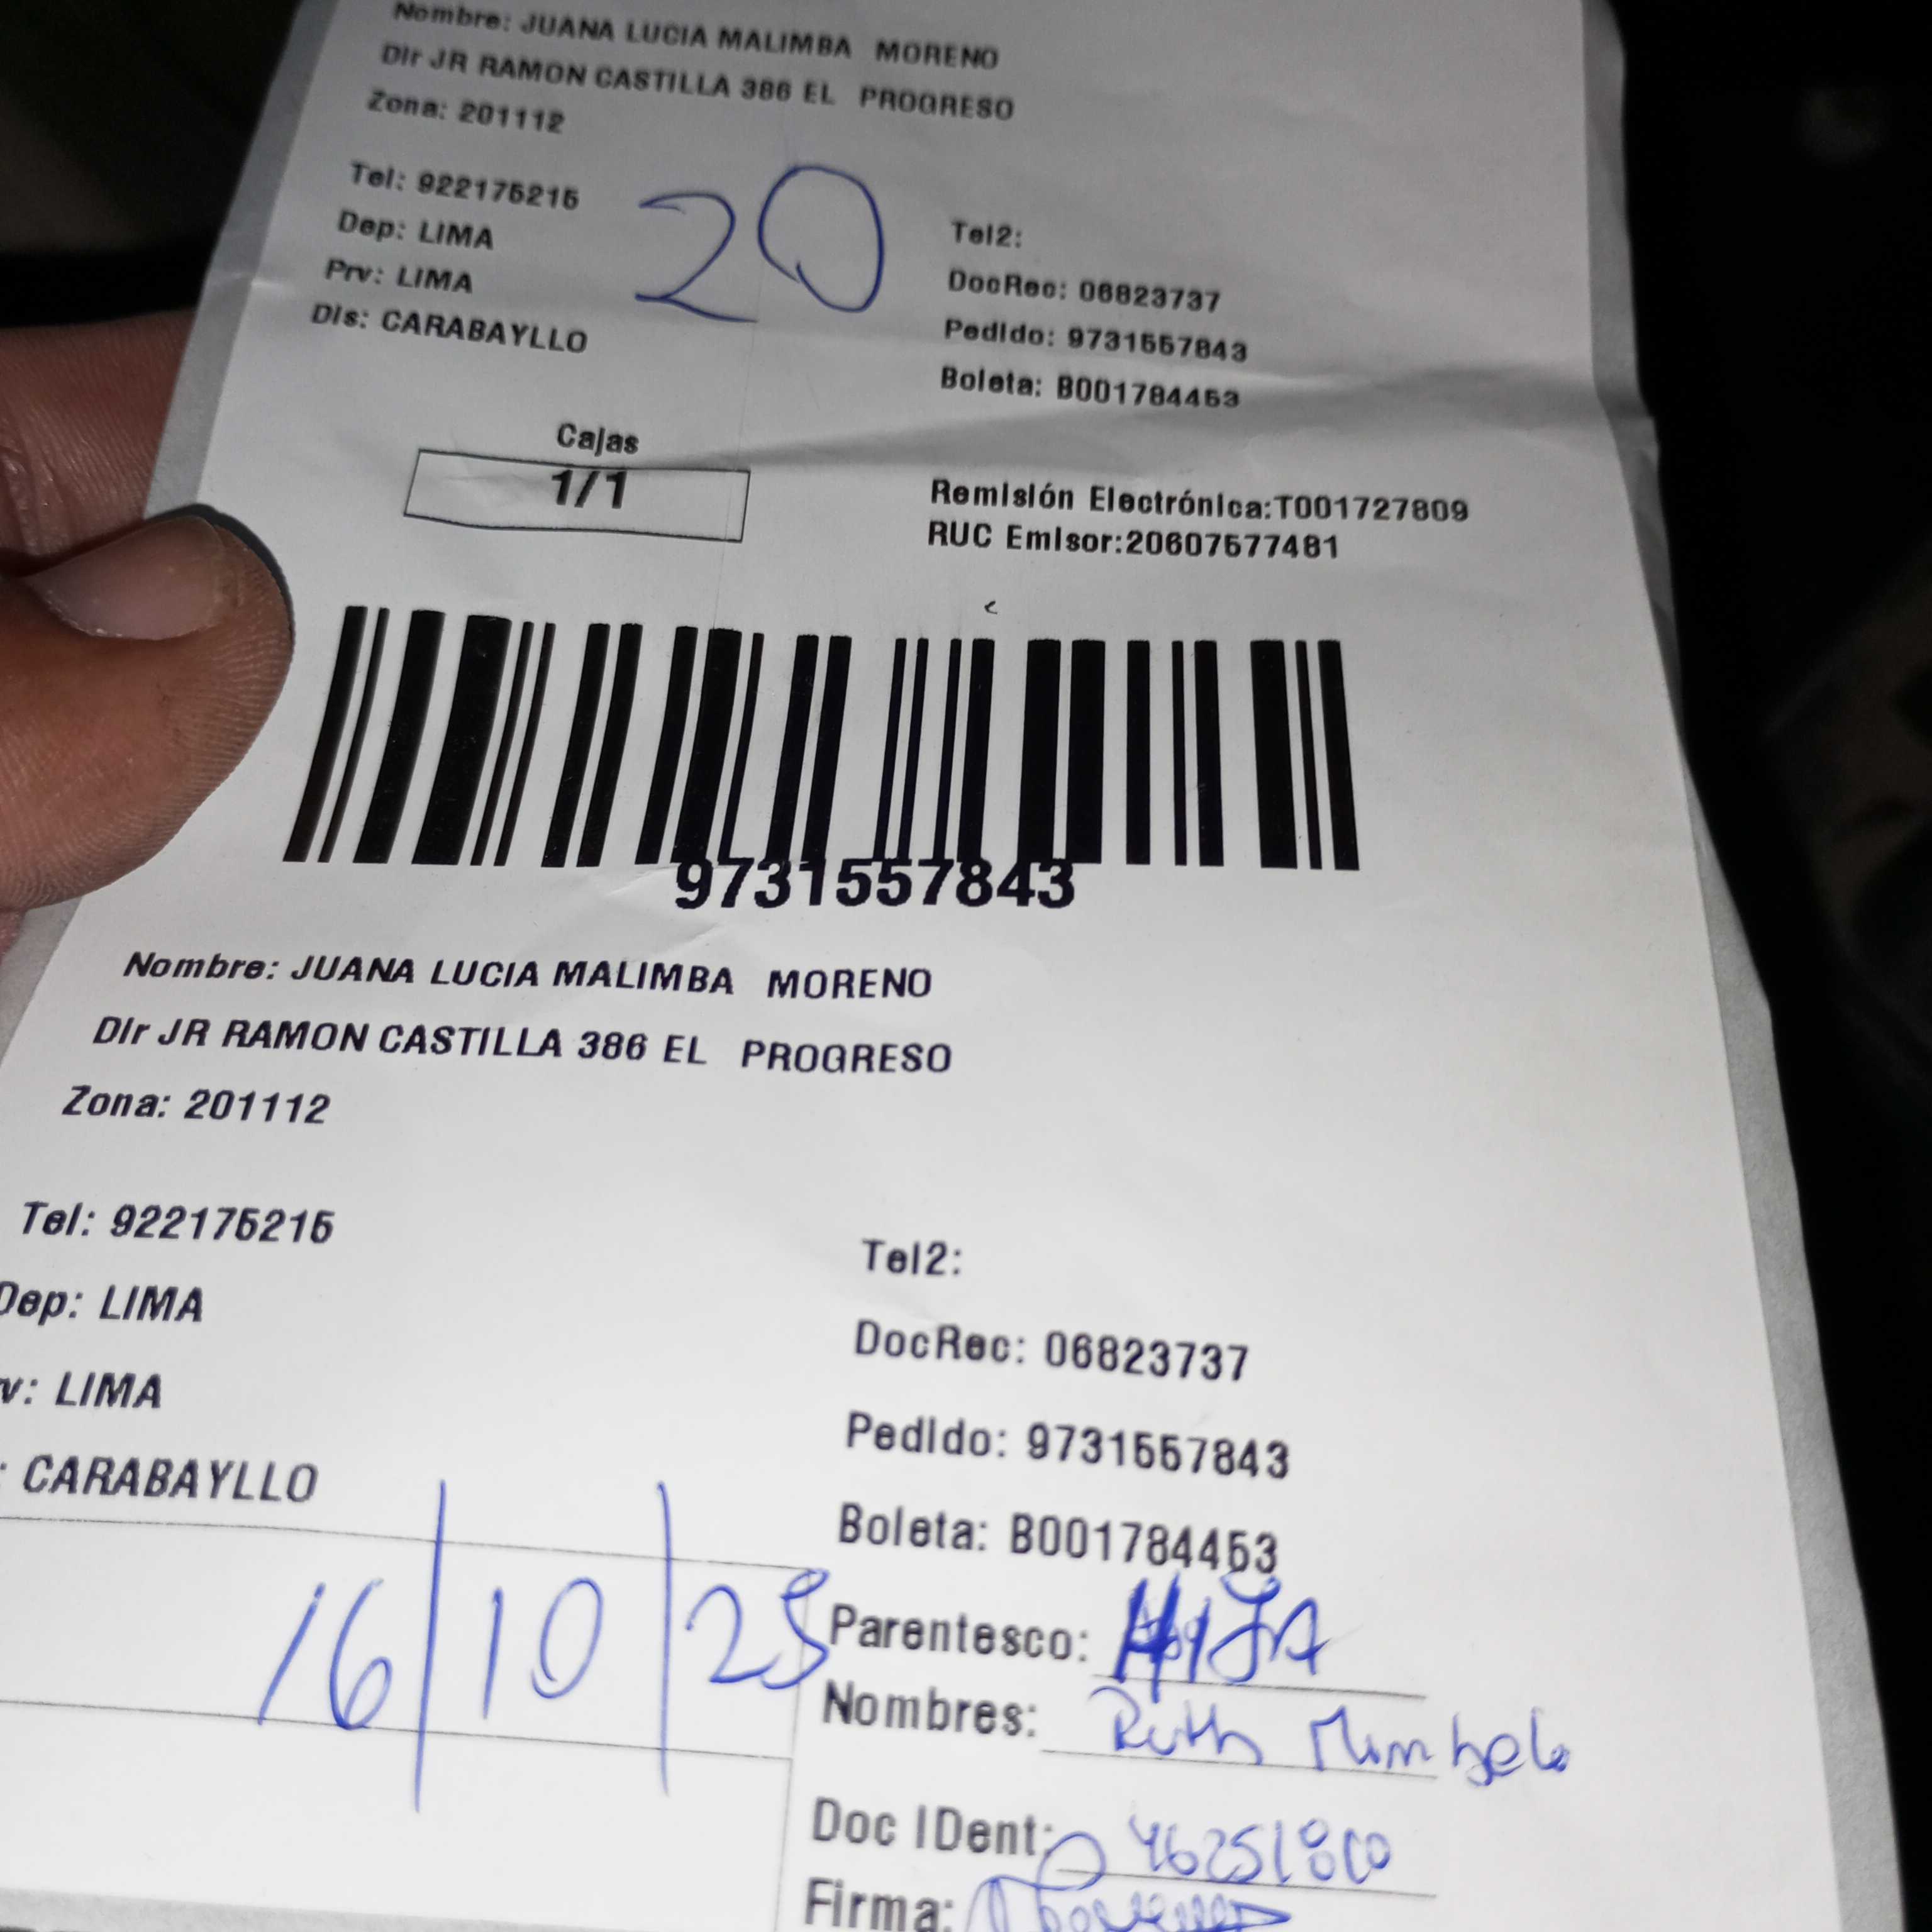 Nombre: JUANA LUCIA MALIMBA MORENO
Dir JR RAMON CASTILLA 386 EL PROGRESO
Zona: 201112
20
Tel: 922175215
Tel2:
Dep: LIMA
DocRec: 06823737
Prv: LIMA
Pedido: 9731557843
Dis: CARABAYLLO
Boleta: B001784453
Cajas
1/1
Remisión Electrónica:T001727809
RUC Emisor:20607577481
9731557843
Nombre: JUANA LUCIA MALIMBA MORENO
Dir JR RAMON CASTILLA 386 EL PROGRESO
Zona: 201112
Tel: 922175215
Tel2:
Dep: LIMA
DocRec: 06823737
v: LIMA
Pedido: 9731557843
: CARABAYLLO
Boleta: B001784453
16/10/25
Parentesco: HIJA
Nombres: Ruth
Doc IDent:
Firma: